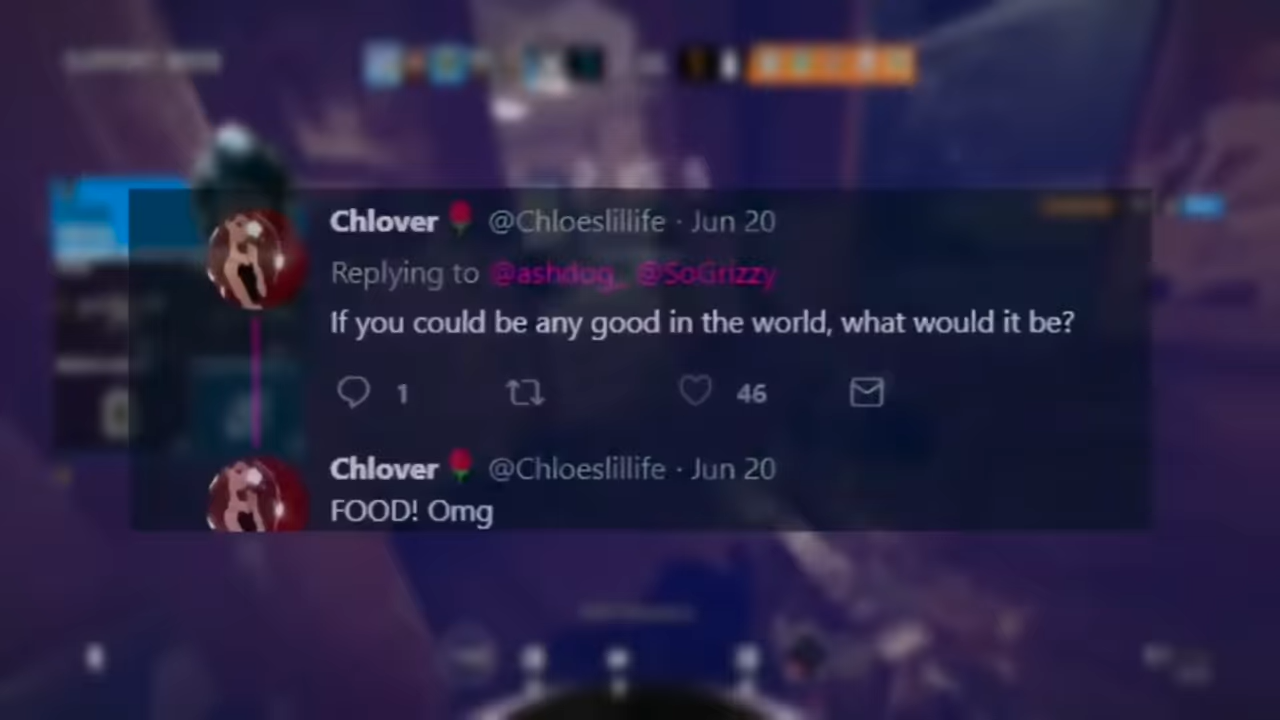 Chlover🌹 @Chloeslillife · Jun 20
Replying to @ashdog_ @SoGrizzy
If you could be any good in the world, what would it be?
1 46
Chlover🌹 @Chloeslillife · Jun 20
FOOD! Omg